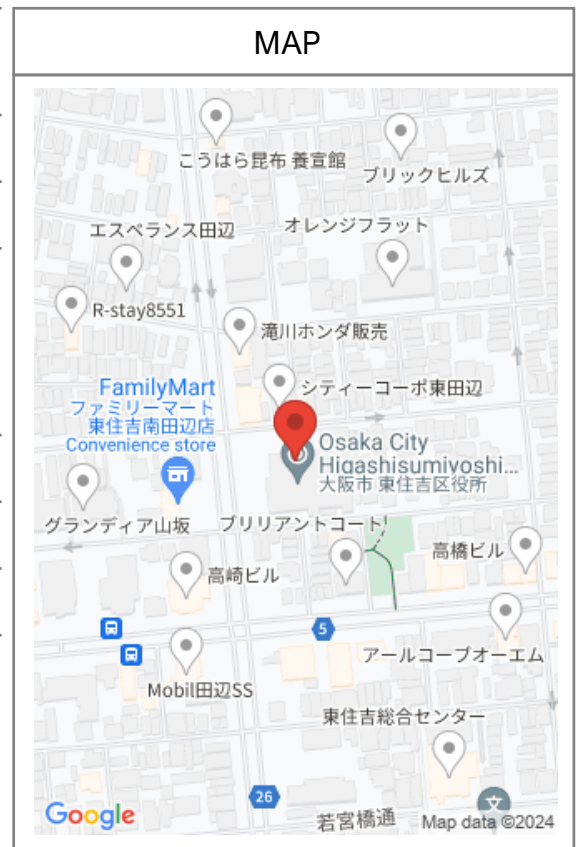 MAP
こうはら昆布 養宣館
ブリックヒルズ
エスペランス田辺
オレンジフラット
R-stay8551
滝川ホンダ販売
FamilyMart
ファミリーマート
東住吉南田辺店
Convenience store
シティーコーポ東田辺
Osaka City
Higashisumiyoshi...
大阪市 東住吉区役所
グランディア山坂
ブリリアントコート
高橋ビル
高崎ビル
5
アールコーブオーエム
Mobil田辺SS
東住吉総合センター
26
文
Google
若宮橋通
Map data ©2024